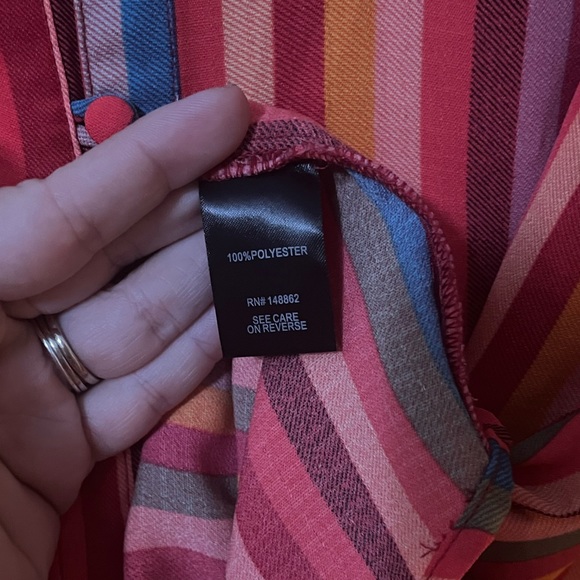 100%POLYESTER
RN# 148862
SEE CARE
ON REVERSE